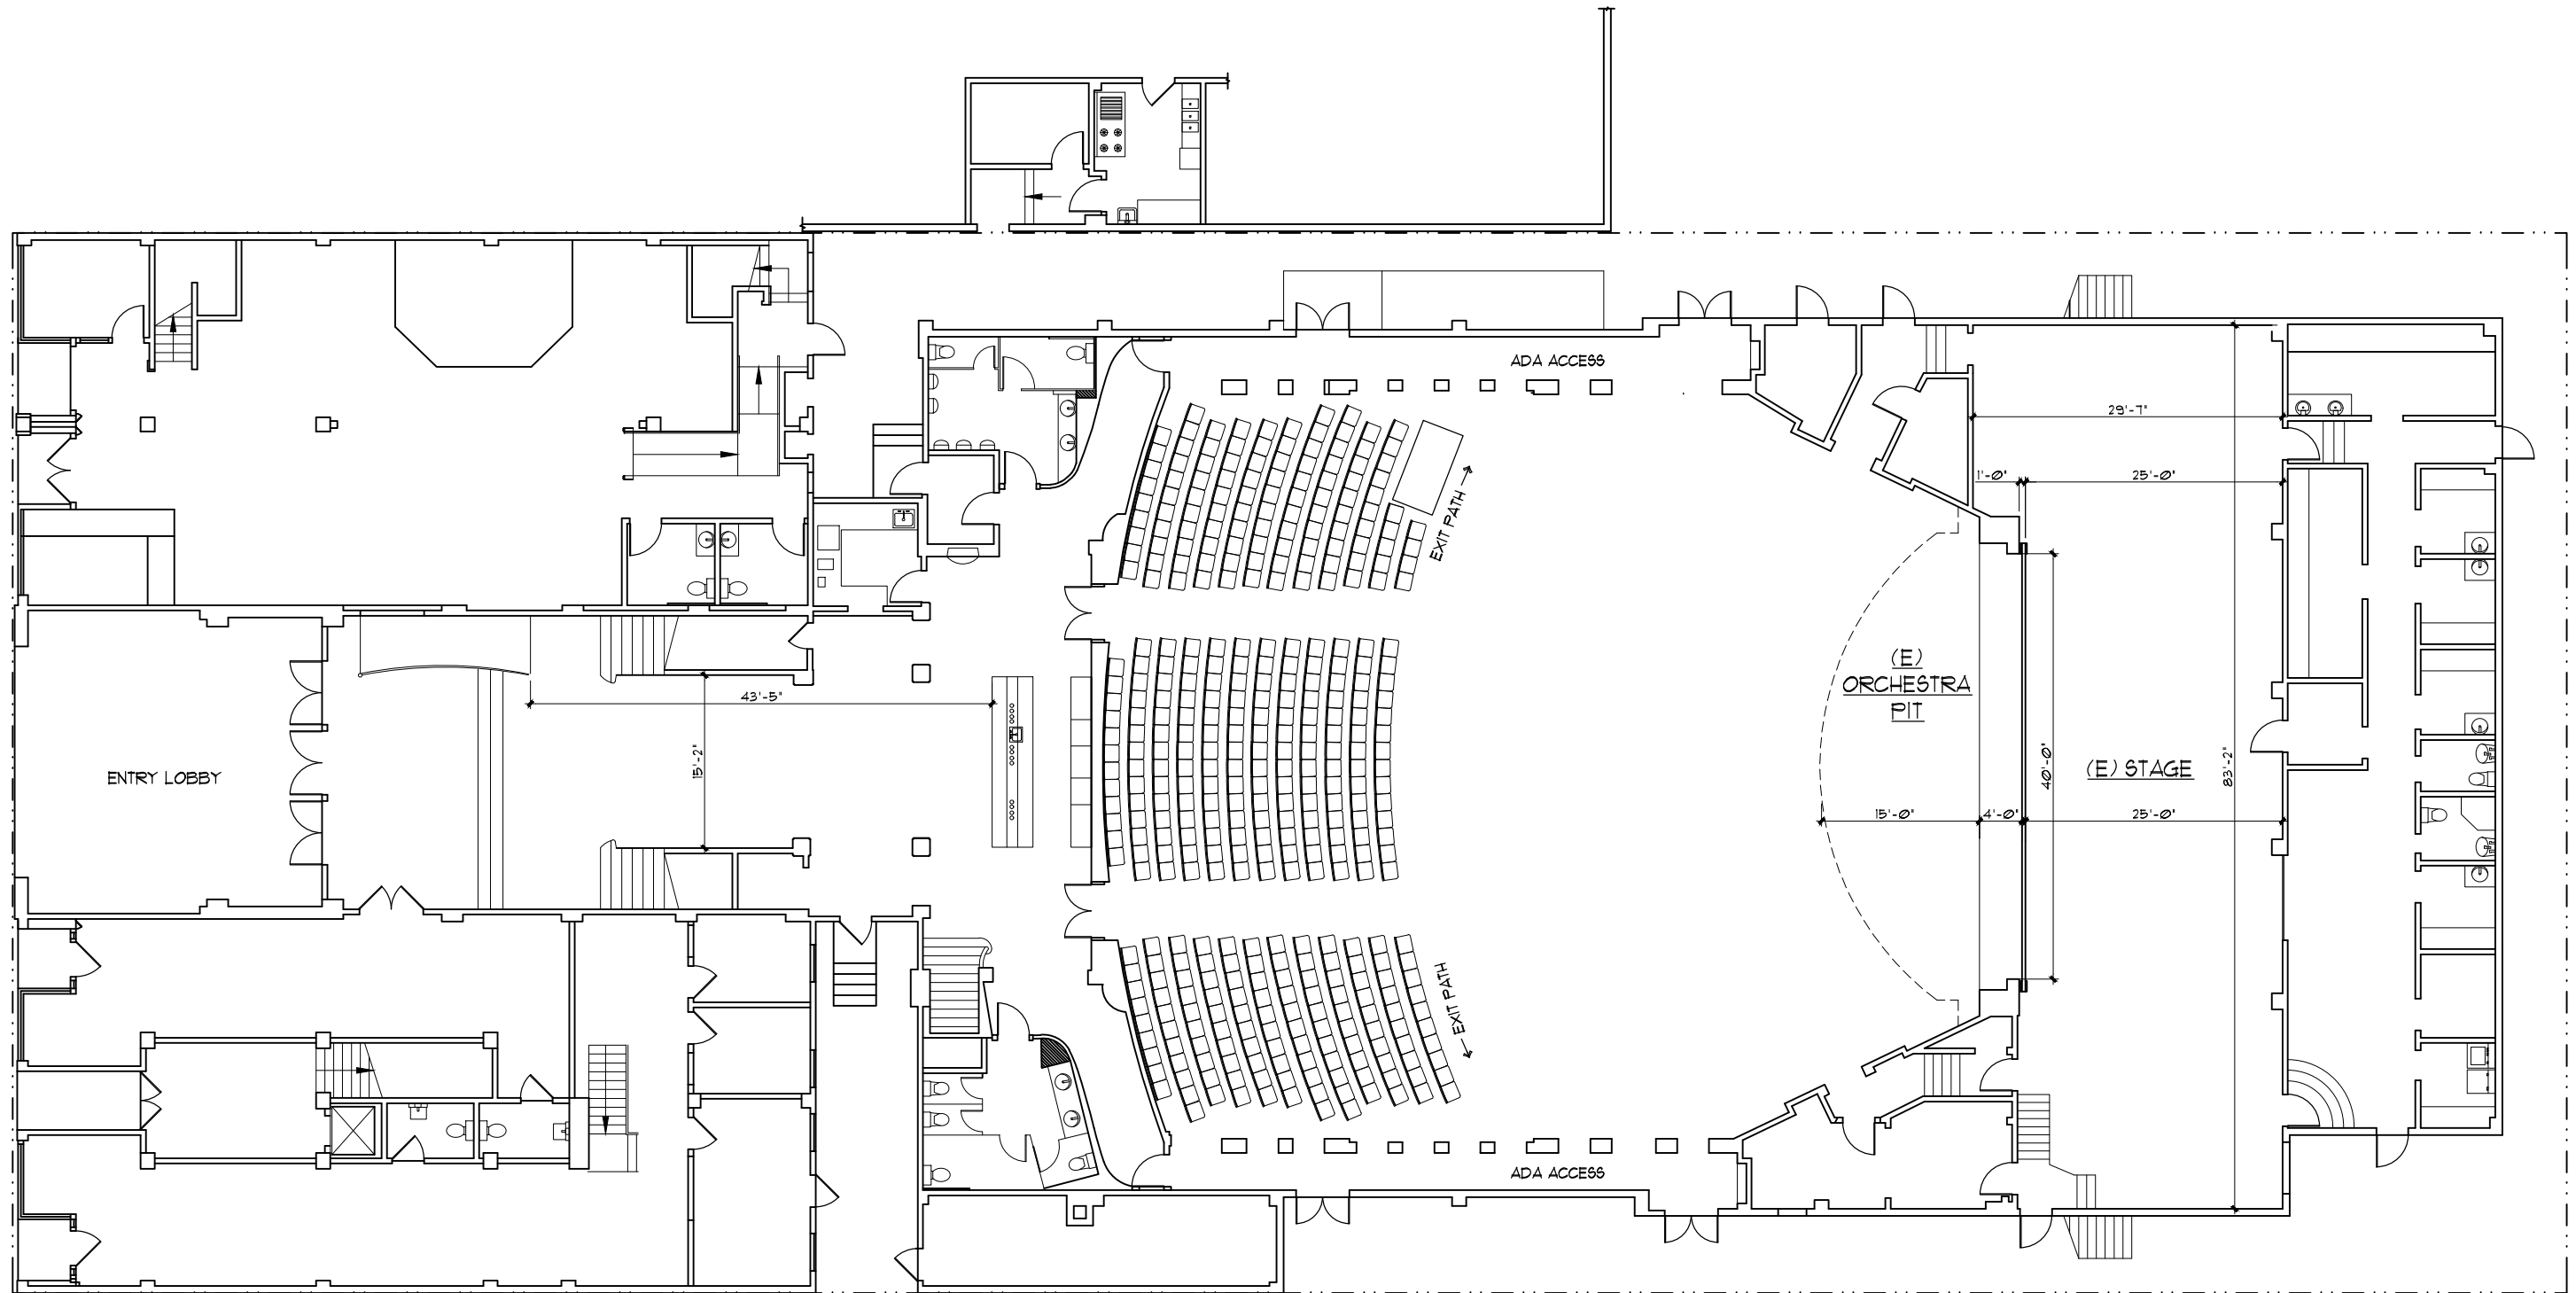 ADA ACCESS
29'-7"
1'-0"
25'-0"
EXIT PATH
(E)
ORCHESTRA
PIT
43'-5"
15'-2"
ENTRY LOBBY
40'-0"
(E) STAGE
83'-2"
15'-0"
4'-0"
25'-0"
EXIT PATH
ADA ACCESS